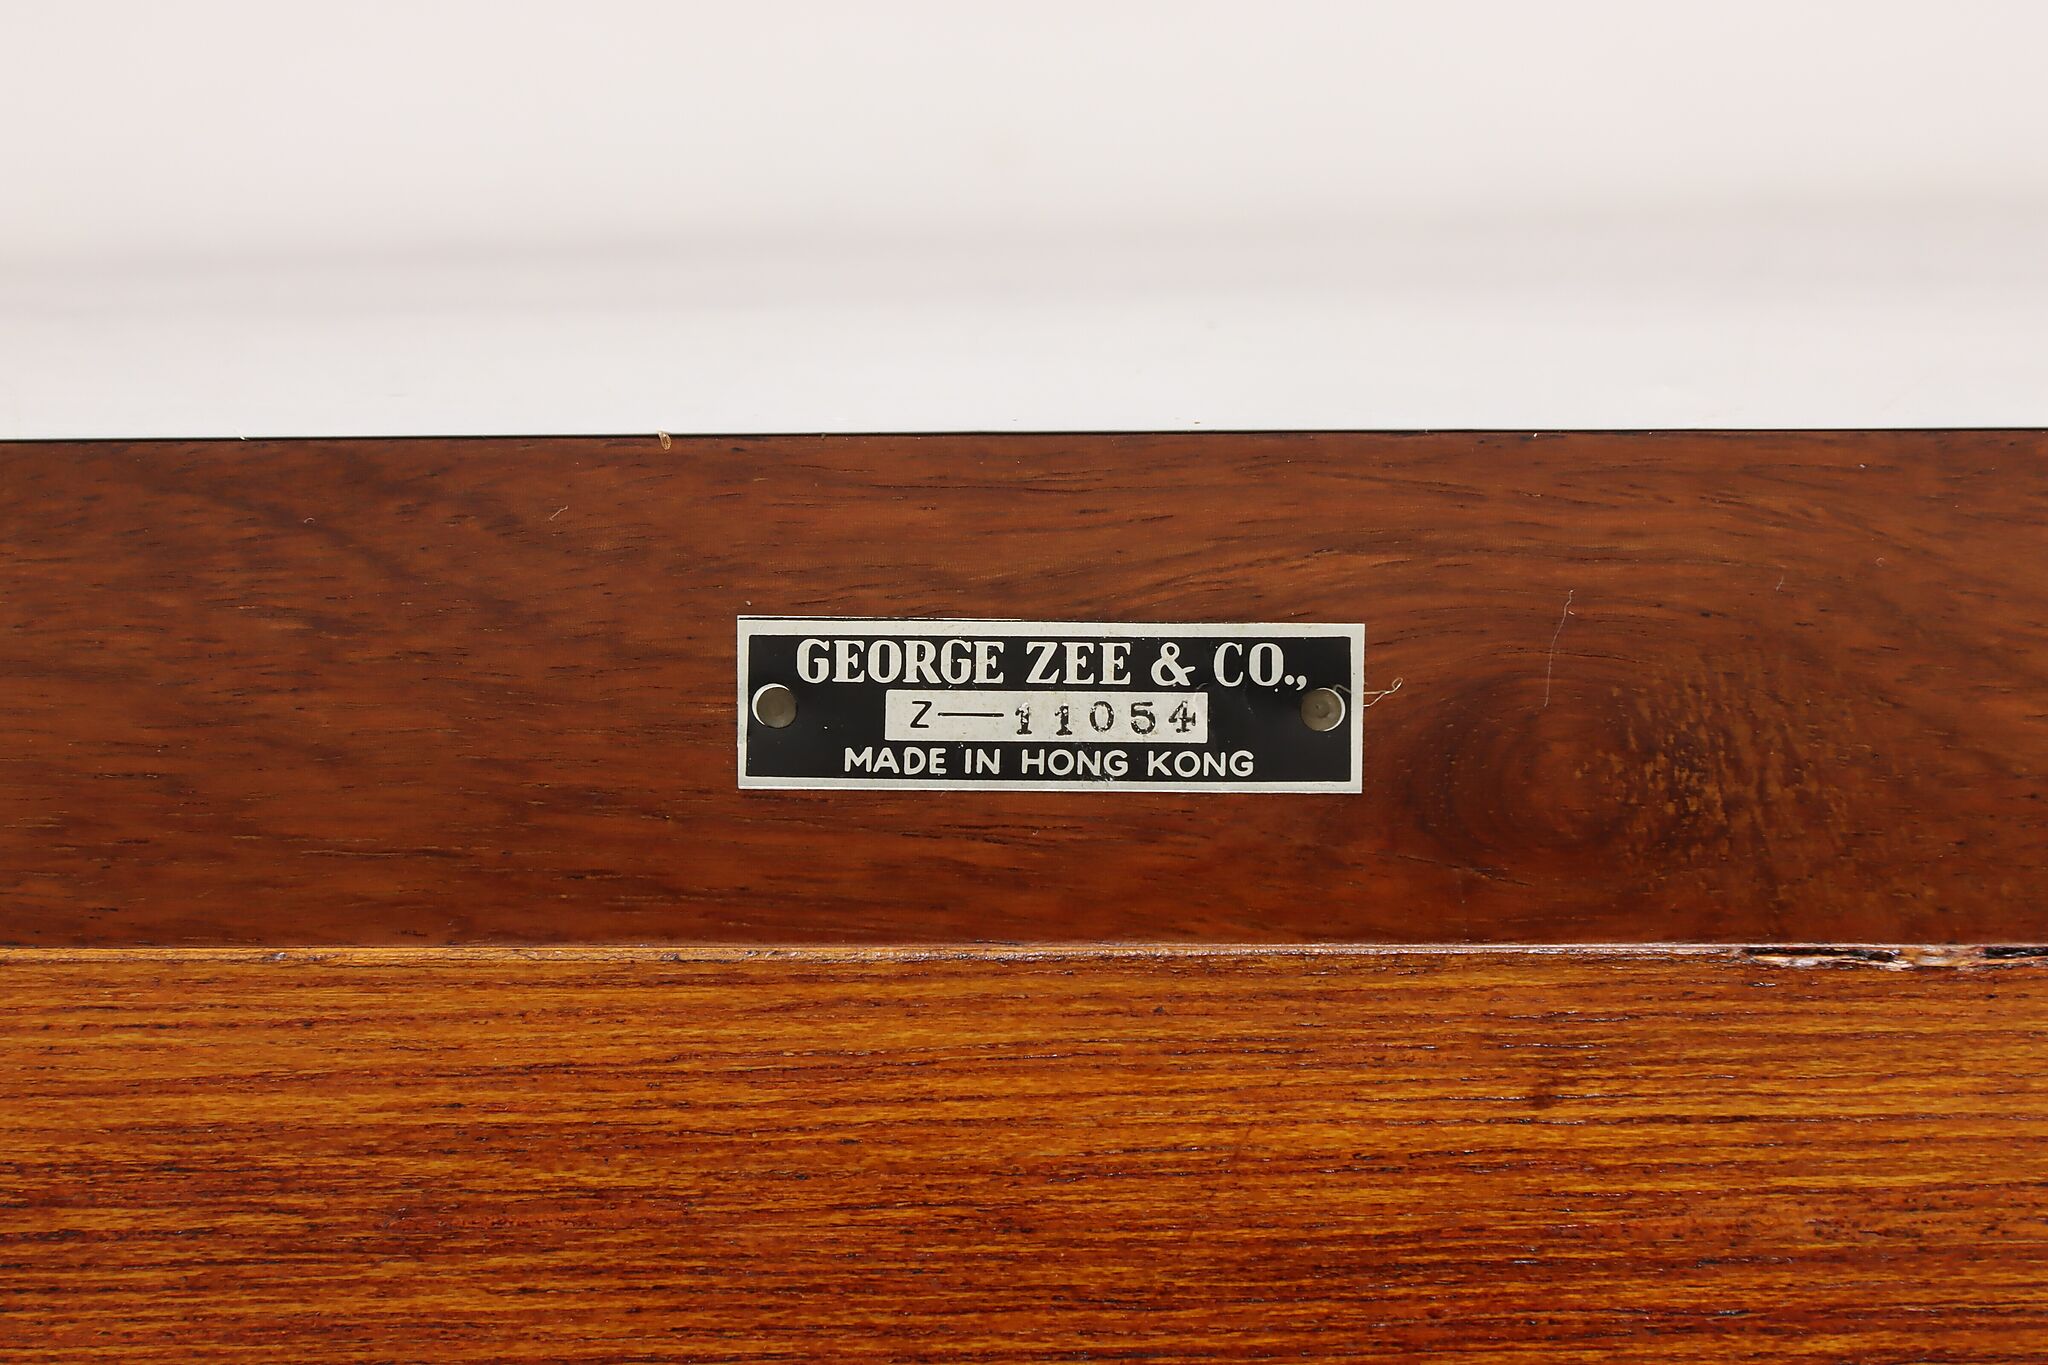 GEORGE ZEE & CO.,
Z—11054
MADE IN HONG KONG